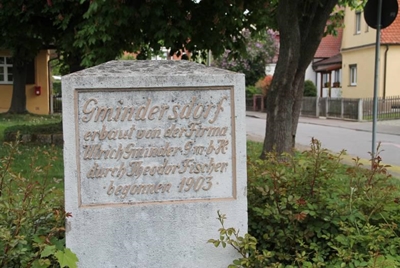 Gmindersdorf
erbaut von der Firma
Ulrich Gminder G·m·b·H
durch Theodor Fischer
begonnen 1903